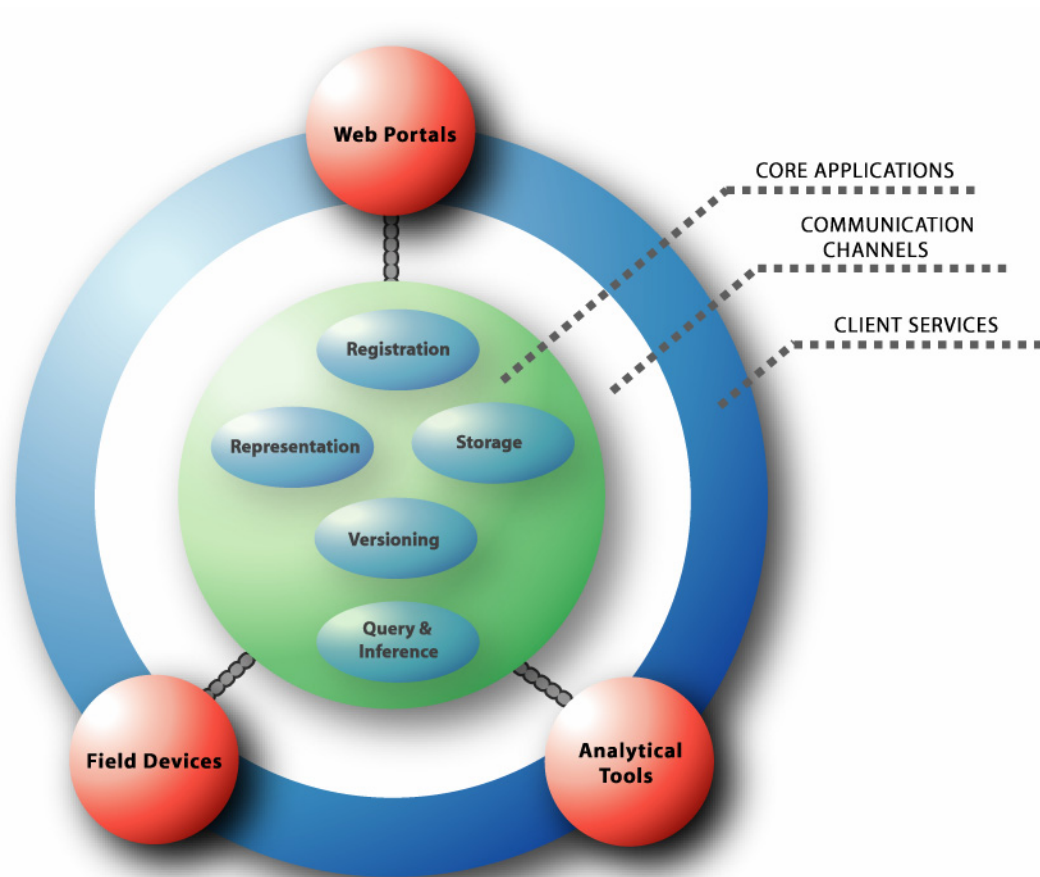 Web Portals
CORE APPLICATIONS
COMMUNICATION
CHANNELS
CLIENT SERVICES
Registration
Representation
Storage
Versioning
Query &
Inference
Field Devices
Analytical
Tools